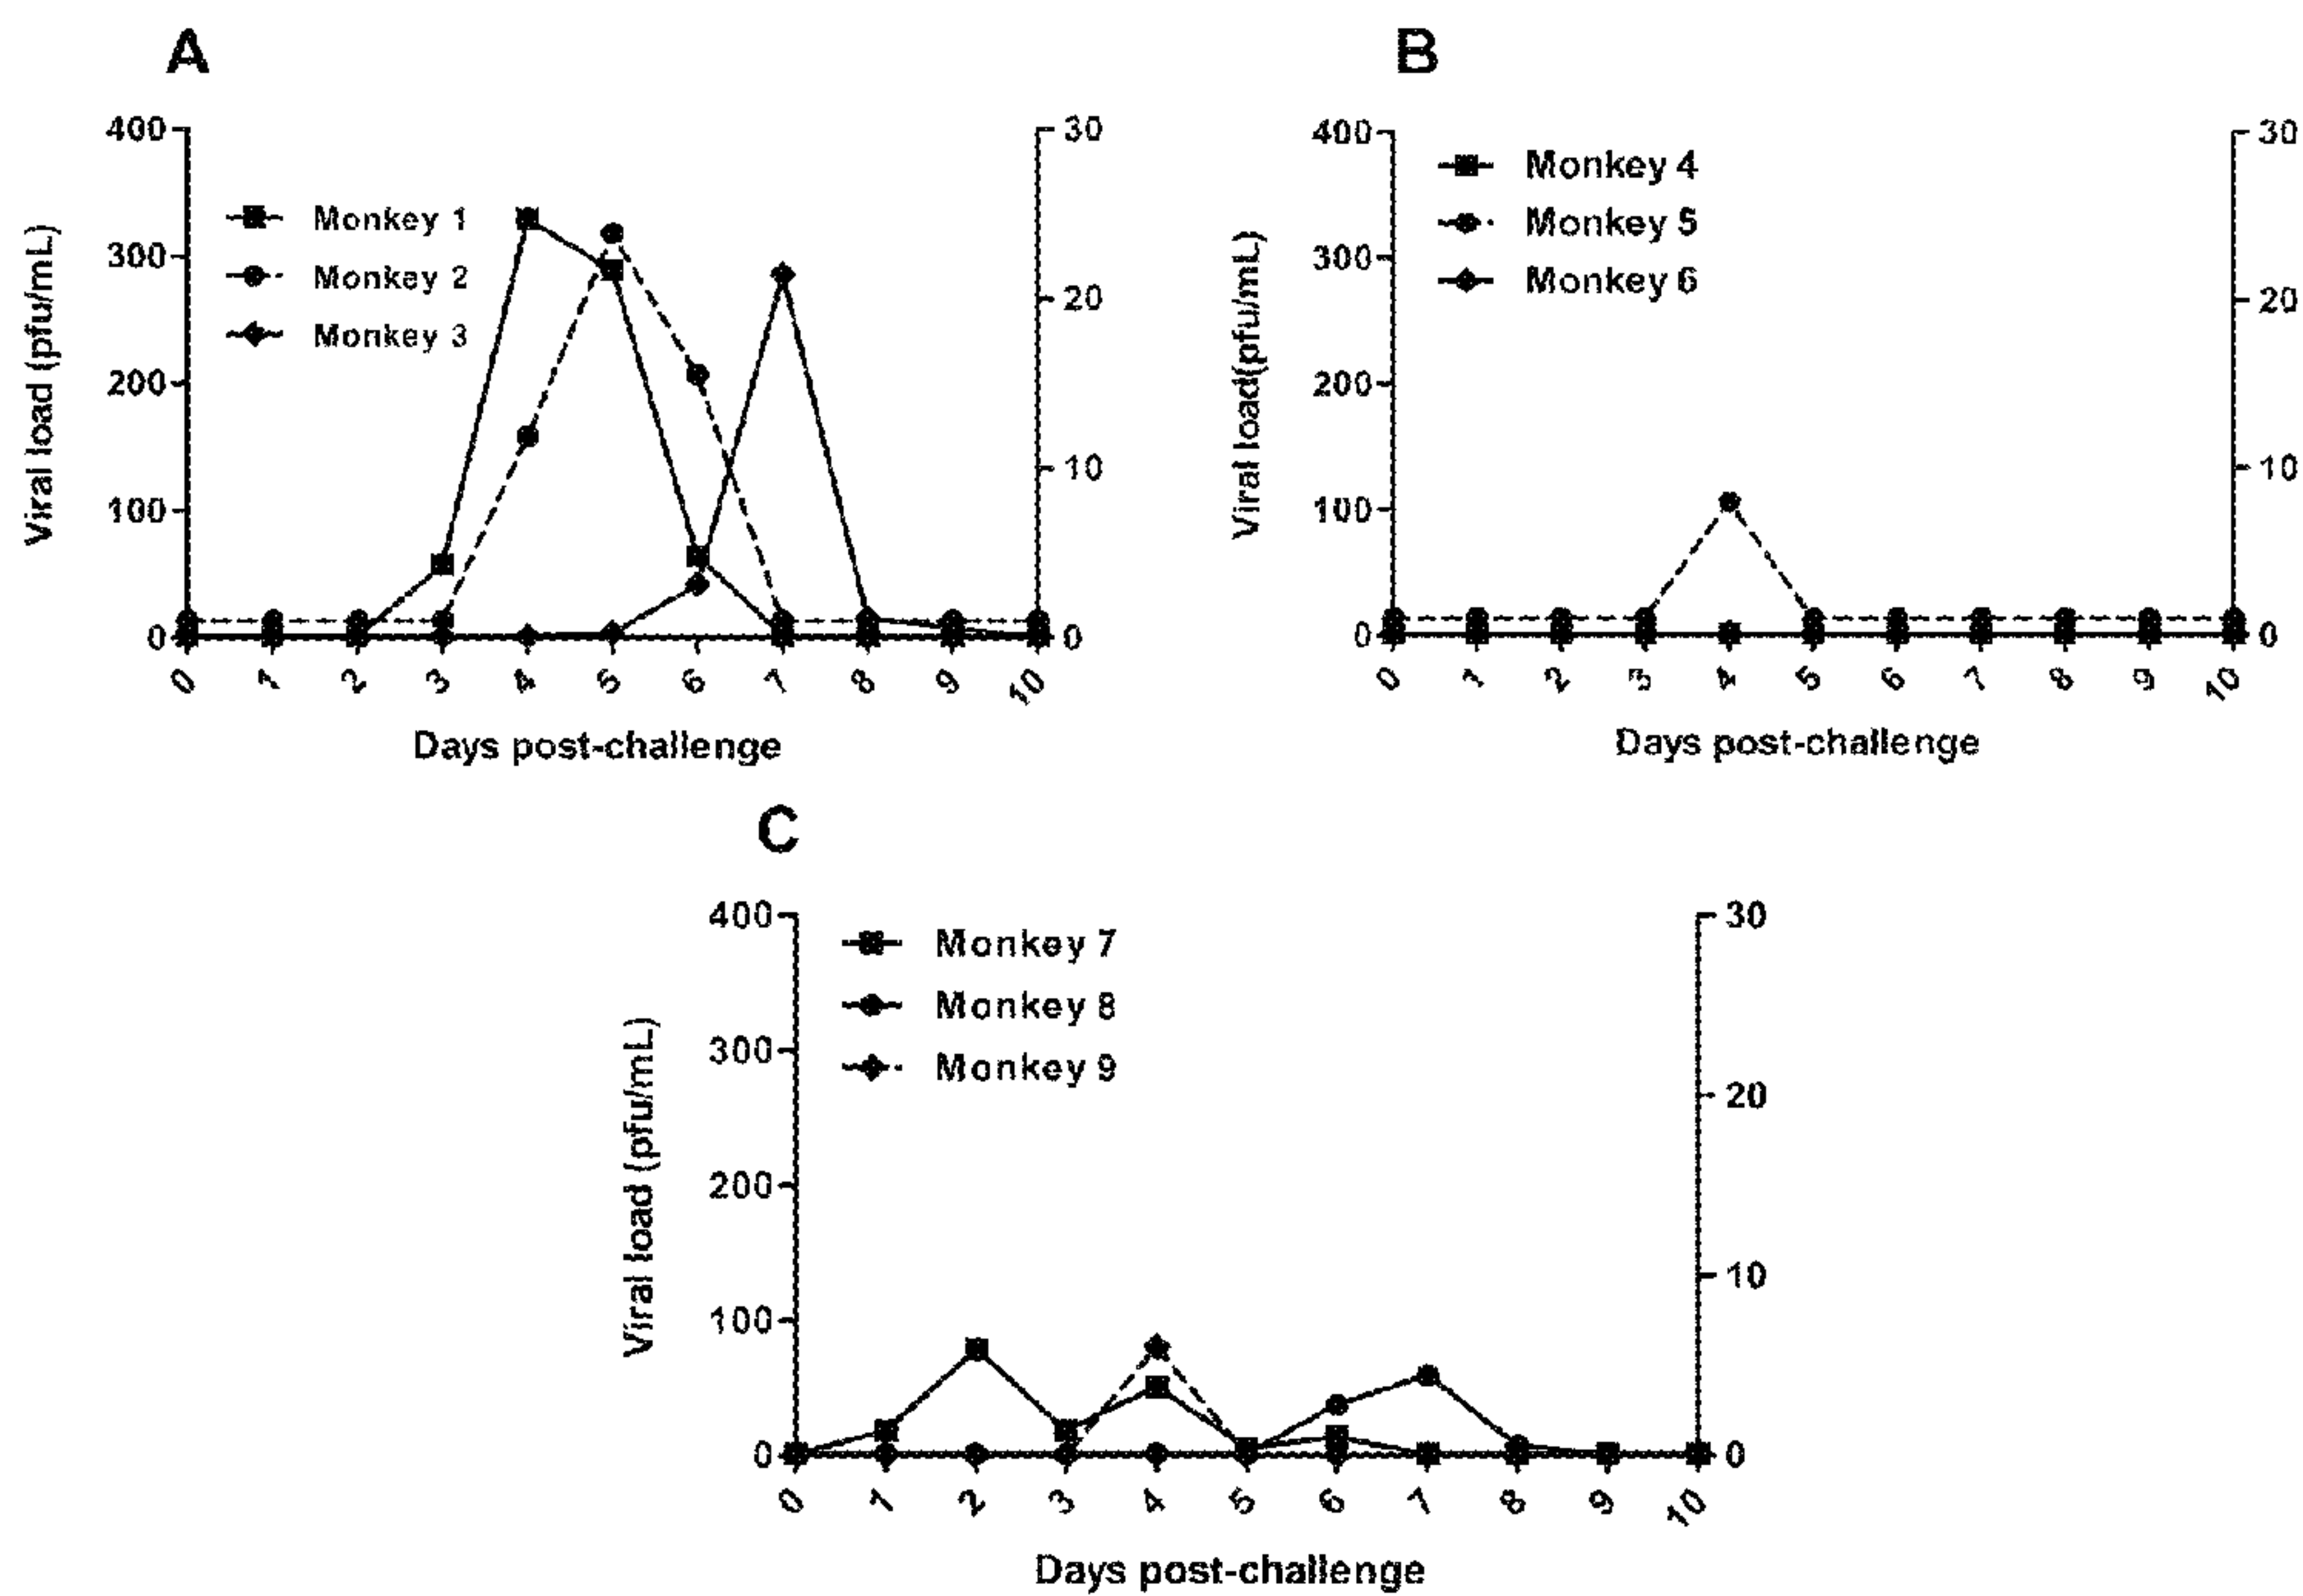 A
Viral load (pfu/mL)
400
300
200
100
0
30
20
10
0
Monkey 1
Monkey 2
Monkey 3
0 1 2 3 4 5 6 7 8 9 10
Days post-challenge
B
Viral load(pfu/mL)
400
300
200
100
0
30
20
10
0
Monkey 4
Monkey 5
Monkey 6
0 1 2 3 4 5 6 7 8 9 10
Days post-challenge
C
Viral load (pfu/mL)
400
300
200
100
0
30
20
10
0
Monkey 7
Monkey 8
Monkey 9
0 1 2 3 4 5 6 7 8 9 10
Days post-challenge